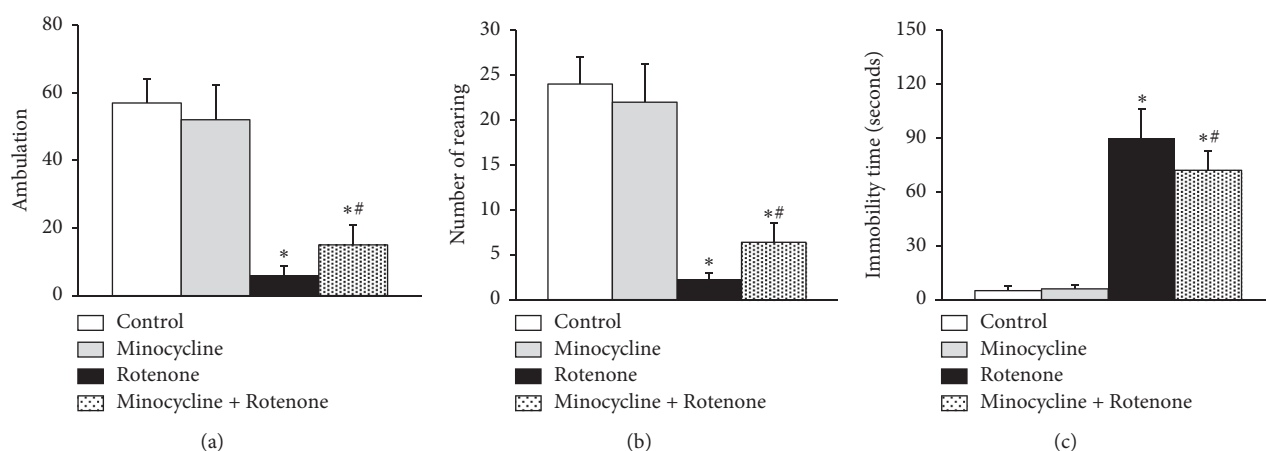 80
60
40
20
0
Ambulation
*
*#
Control
Minocycline
Rotenone
Minocycline + Rotenone
(a)
30
25
20
15
10
5
0
Number of rearing
*
*#
Control
Minocycline
Rotenone
Minocycline + Rotenone
(b)
150
120
90
60
30
0
Immobility time (seconds)
*
*#
Control
Minocycline
Rotenone
Minocycline + Rotenone
(c)